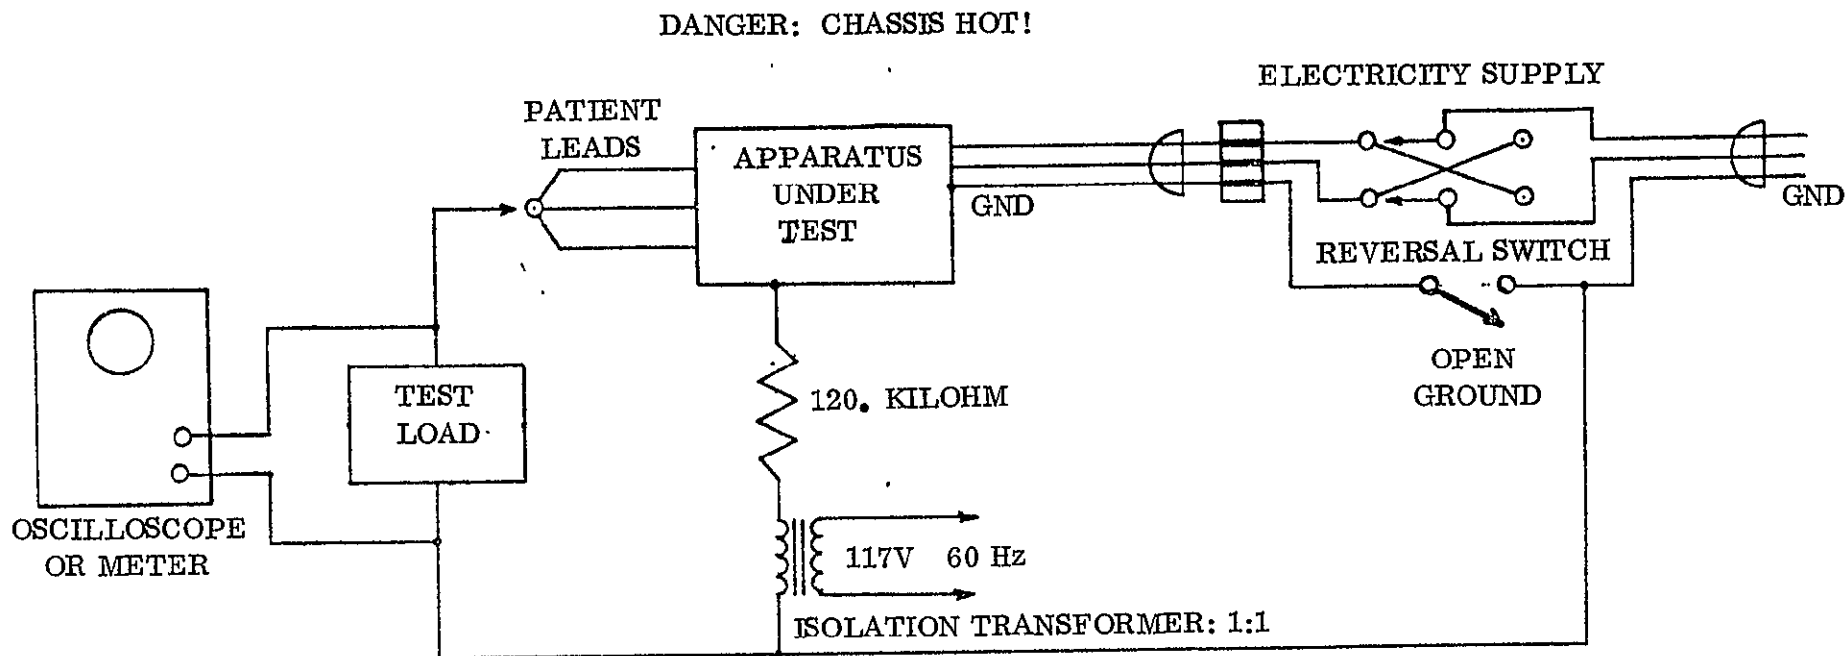 DANGER: CHASSIS HOT!
ELECTRICITY SUPPLY
PATIENT
LEADS
APPARATUS
UNDER
TEST
GND
GND
REVERSAL SWITCH
OPEN
GROUND
TEST
LOAD
120. KILOHM
OSCILLOSCOPE
OR METER
117V 60 Hz
ISOLATION TRANSFORMER: 1:1